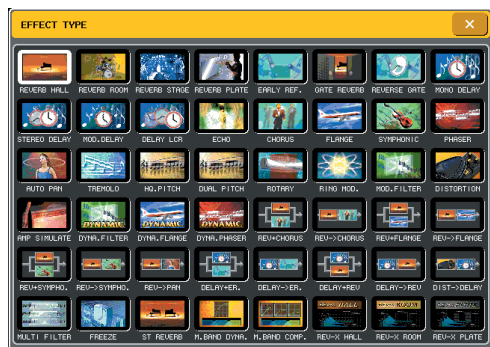 EFFECT TYPE
REVERB HALL REVERB ROOM REVERB STAGE REVERB PLATE EARLY REF. GATE REVERB REVERSE GATE MONO DELAY
STEREO DELAY MOD.DELAY DELAY LCR ECHO CHORUS FLANGE SYMPHONIC PHASER
AUTO PAN TREMOLO HQ.PITCH DUAL PITCH ROTARY RING MOD. MOD.FILTER DISTORTION
DYNAMIC DYNAMIC DYNAMIC
AMP SIMULATE DYNA.FILTER DYNA.FLANGE DYNA.PHASER REV+CHORUS REV->CHORUS REV+FLANGE REV->FLANGE
REV+SYMPHO. REV->SYMPHO. REV->PAN DELAY+ER. DELAY->ER. DELAY+REV DELAY->REV DIST->DELAY
MULTI FILTER FREEZE ST REVERB M.BAND DYNA. M.BAND COMP. REV-X HALL REV-X ROOM REV-X PLATE